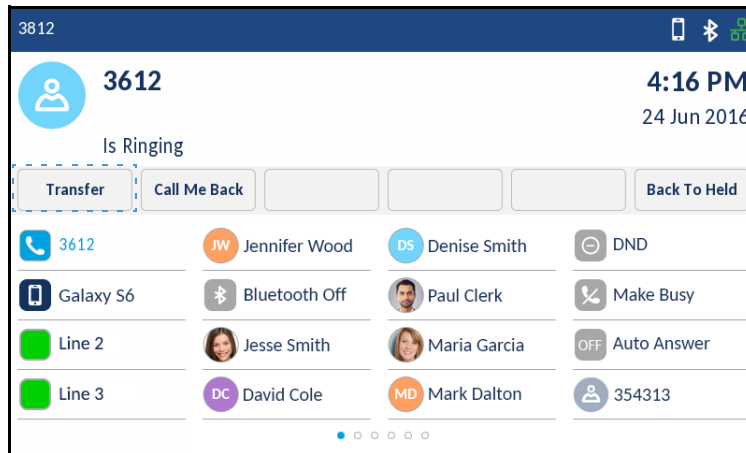 3812
3612
4:16 PM
24 Jun 2016
Is Ringing
Transfer
Call Me Back
Back To Held
3612
JW Jennifer Wood
DS Denise Smith
DND
Galaxy S6
Bluetooth Off
Paul Clerk
Make Busy
Line 2
Jesse Smith
Maria Garcia
OFF Auto Answer
Line 3
DC David Cole
MD Mark Dalton
354313